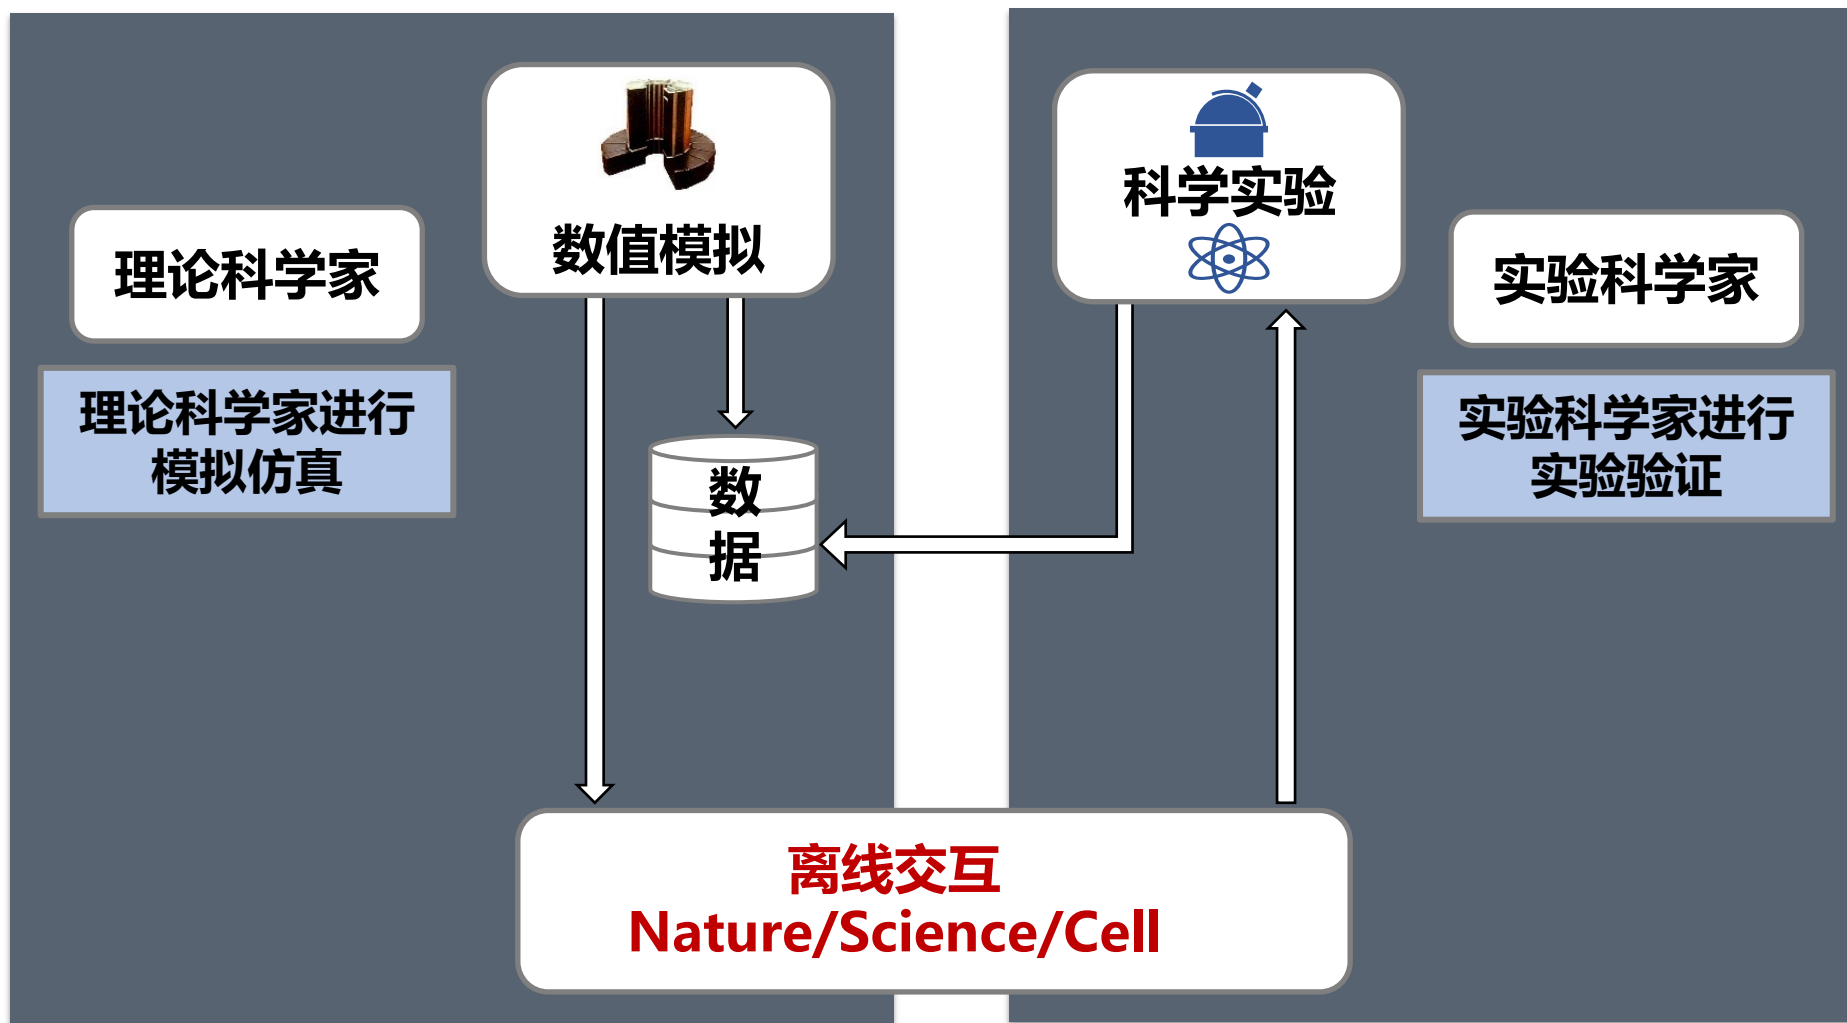 理论科学家
理论科学家进行
模拟仿真
数值模拟
数
据
科学实验
实验科学家
实验科学家进行
实验验证
离线交互
Nature/Science/Cell